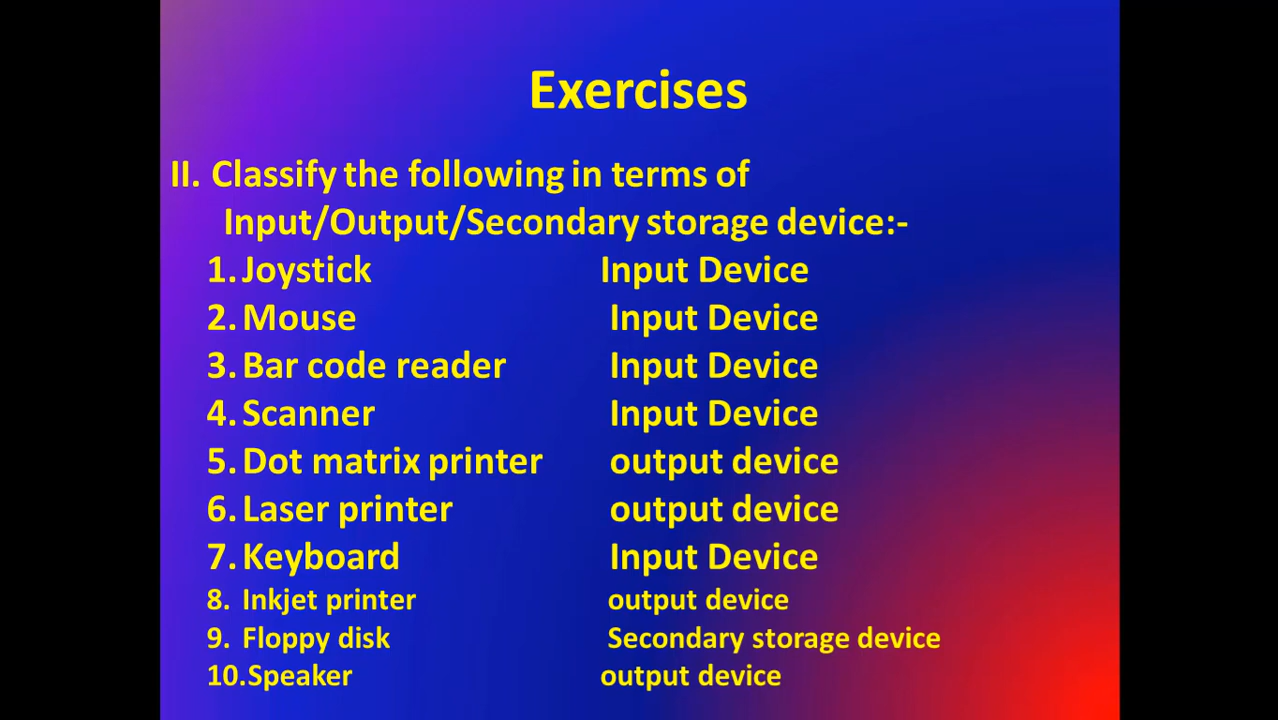 Exercises
II. Classify the following in terms of
Input/Output/Secondary storage device:-
1. Joystick Input Device
2. Mouse Input Device
3. Bar code reader Input Device
4. Scanner Input Device
5. Dot matrix printer output device
6. Laser printer output device
7. Keyboard Input Device
8. Inkjet printer output device
9. Floppy disk Secondary storage device
10.Speaker output device